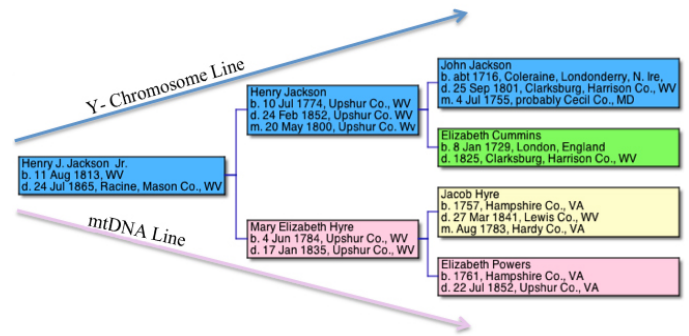 Y- Chromosome Line
John Jackson
b. abt 1716, Coleraine, Londonderry, N. Ire,
d. 25 Sep 1801, Clarksburg, Harrison Co., WV
m. 4 Jul 1755, probably Cecil Co., MD
Henry Jackson
b. 10 Jul 1774, Upshur Co., WV
d. 24 Feb 1852, Upshur Co., WV
m. 20 May 1800, Upshur Co. Wv
Elizabeth Cummins
b. 8 Jan 1729, London, England
d. 1825, Clarksburg, Harrison Co., WV
Henry J. Jackson Jr.
b. 11 Aug 1813, WV
d. 24 Jul 1865, Racine, Mason Co., WV
Jacob Hyre
b. 1757, Hampshire Co., VA
d. 27 Mar 1841, Lewis Co., WV
m. Aug 1783, Hardy Co., VA
mtDNA Line
Mary Elizabeth Hyre
b. 4 Jun 1784, Upshur Co., WV
d. 17 Jan 1835, Upshur Co., WV
Elizabeth Powers
b. 1761, Hampshire Co., VA
d. 22 Jul 1852, Upshur Co., VA